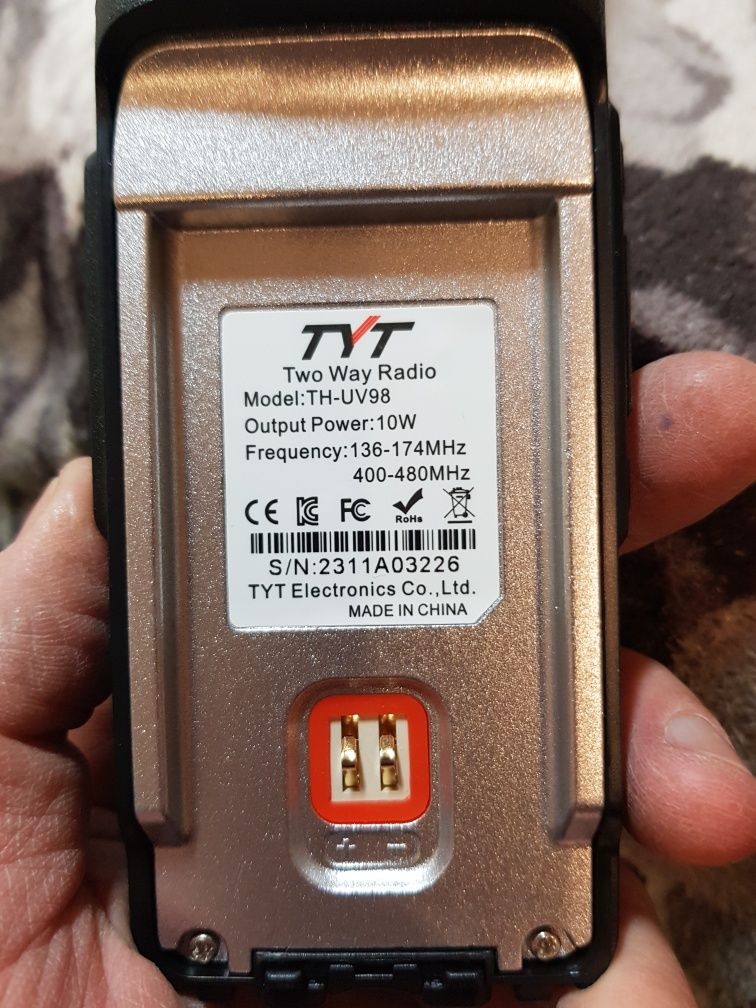 TYT
Two Way Radio
Model:TH-UV98
Output Power:10W
Frequency:136-174MHz
400-480MHz
CE FC RoHS
S/N:2311A03226
TYT Electronics Co.,Ltd.
MADE IN CHINA
+ −